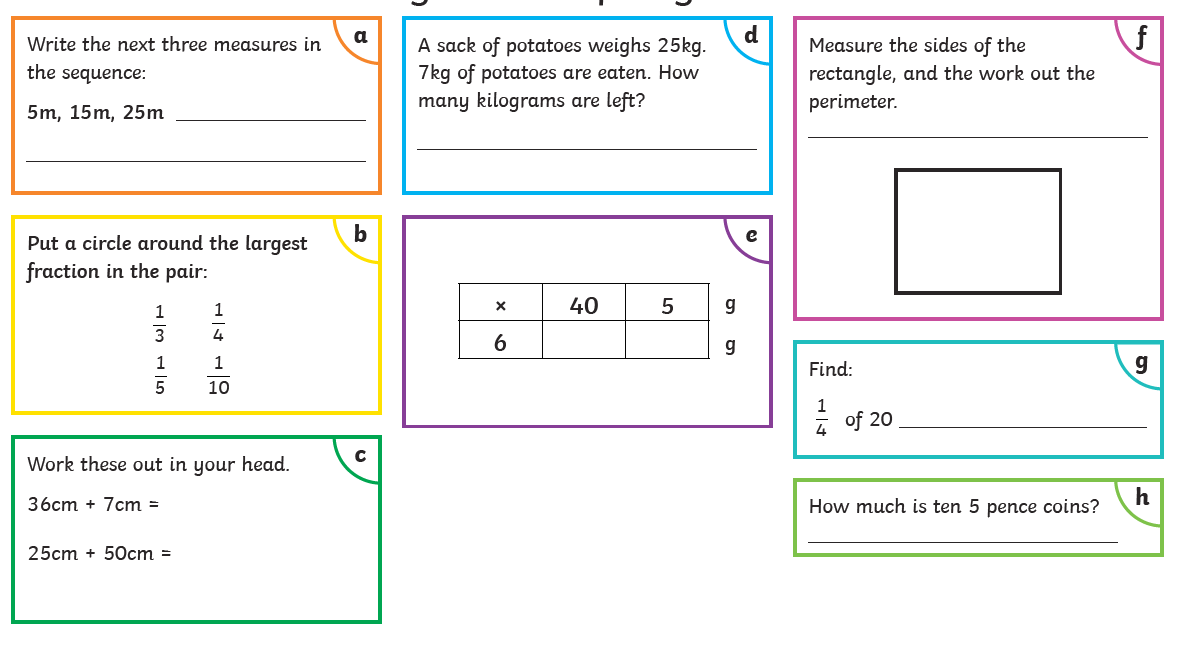 a
Write the next three measures in
the sequence:
5m, 15m, 25m
b
Put a circle around the largest
fraction in the pair:
1/3 1/4
1/5 1/10
c
Work these out in your head.
36cm + 7cm =
25cm + 50cm =
d
A sack of potatoes weighs 25kg.
7kg of potatoes are eaten. How
many kilograms are left?
e
× 40 5 g
6 g
f
Measure the sides of the
rectangle, and the work out the
perimeter.
g
Find:
1/4 of 20
h
How much is ten 5 pence coins?